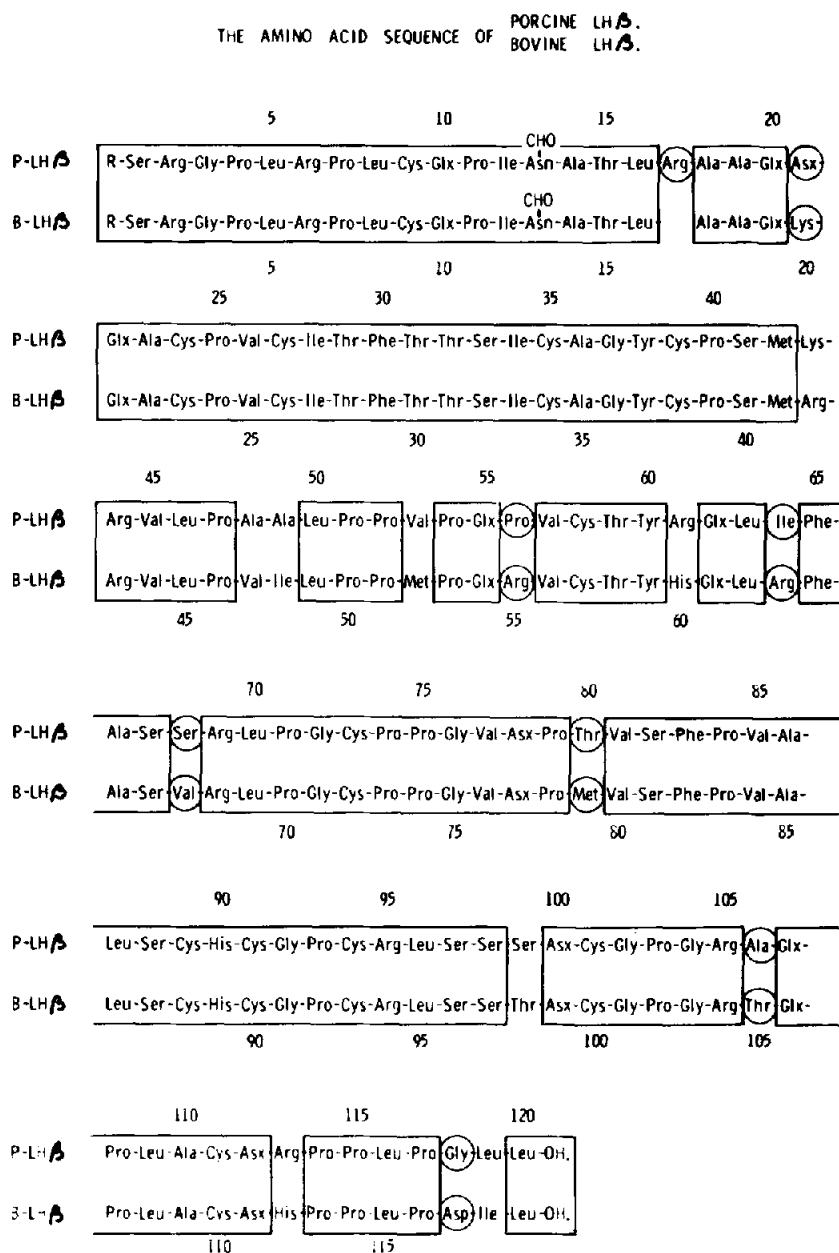 THE AMINO ACID SEQUENCE OF PORCINE LHβ.
BOVINE LHβ.
5 10 15 20
CHO
P-LHβ R-Ser-Arg-Gly-Pro-Leu-Arg-Pro-Leu-Cys-Glx-Pro-Ile-Asn-Ala-Thr-Leu Arg Ala-Ala-Glx Asx-
CHO
B-LHβ R-Ser-Arg-Gly-Pro-Leu-Arg-Pro-Leu-Cys-Glx-Pro-Ile-Asn-Ala-Thr-Leu Ala-Ala-Glx Lys-
5 10 15 20
25 30 35 40
P-LHβ Glx-Ala-Cys-Pro-Val-Cys-Ile-Thr-Phe-Thr-Thr-Ser-Ile-Cys-Ala-Gly-Tyr-Cys-Pro-Ser-Met-Lys-
B-LHβ Glx-Ala-Cys-Pro-Val-Cys-Ile-Thr-Phe-Thr-Thr-Ser-Ile-Cys-Ala-Gly-Tyr-Cys-Pro-Ser-Met-Arg-
25 30 35 40
45 50 55 60 65
P-LHβ Arg-Val-Leu-Pro-Ala-Ala-Leu-Pro-Pro-Val-Pro-Glx-Pro-Val-Cys-Thr-Tyr-Arg-Glx-Leu-Ile-Phe-
B-LHβ Arg-Val-Leu-Pro-Val-Ile-Leu-Pro-Pro-Met-Pro-Glx-Arg-Val-Cys-Thr-Tyr-His-Glx-Leu-Arg-Phe-
45 50 55 60
70 75 80 85
P-LHβ Ala-Ser-Ser-Arg-Leu-Pro-Gly-Cys-Pro-Pro-Gly-Val-Asx-Pro-Thr-Val-Ser-Phe-Pro-Val-Ala-
B-LHβ Ala-Ser-Val-Arg-Leu-Pro-Gly-Cys-Pro-Pro-Gly-Val-Asx-Pro-Met-Val-Ser-Phe-Pro-Val-Ala-
70 75 80 85
90 95 100 105
P-LHβ Leu-Ser-Cys-His-Cys-Gly-Pro-Cys-Arg-Leu-Ser-Ser-Ser-Asx-Cys-Gly-Pro-Gly-Arg-Ala-Glx-
B-LHβ Leu-Ser-Cys-His-Cys-Gly-Pro-Cys-Arg-Leu-Ser-Ser-Thr-Asx-Cys-Gly-Pro-Gly-Arg-Thr-Glx-
90 95 100 105
110 115 120
P-LHβ Pro-Leu-Ala-Cys-Asx-Arg-Pro-Pro-Leu-Pro-Gly-Leu-Leu-OH.
B-LHβ Pro-Leu-Ala-Cys-Asx-His-Pro-Pro-Leu-Pro-Asp-Ile-Leu-OH.
110 115